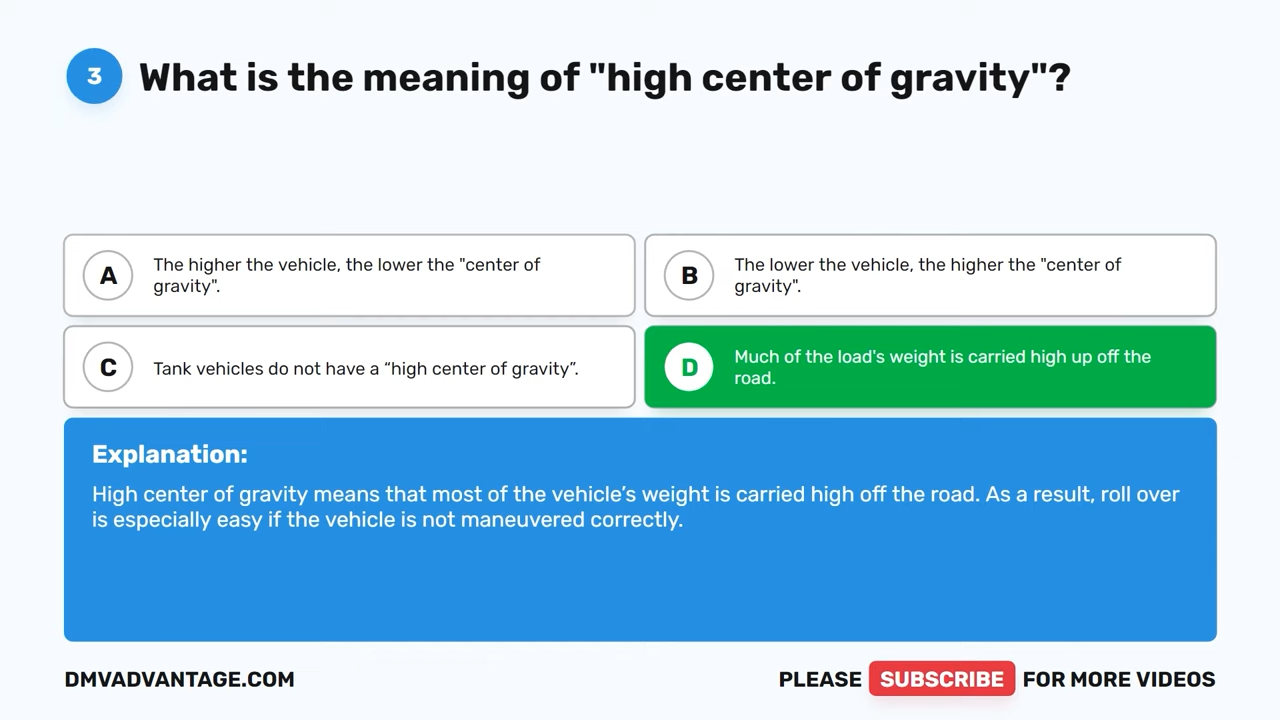 3
What is the meaning of "high center of gravity"?
A
The higher the vehicle, the lower the "center of
gravity".
B
The lower the vehicle, the higher the "center of
gravity".
C
Tank vehicles do not have a “high center of gravity”.
D
Much of the load's weight is carried high up off the
road.
Explanation:
High center of gravity means that most of the vehicle’s weight is carried high off the road. As a result, roll over
is especially easy if the vehicle is not maneuvered correctly.
DMVADVANTAGE.COM
PLEASE SUBSCRIBE FOR MORE VIDEOS